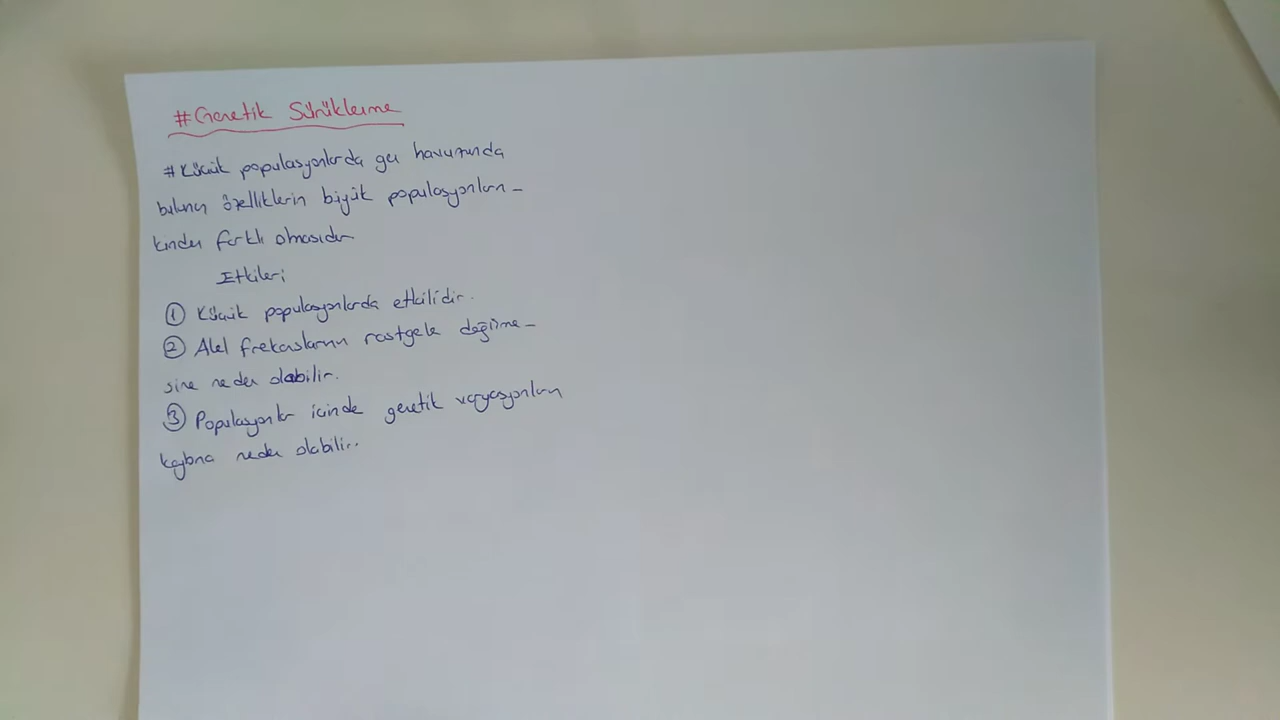 #Genetik Sürüklenme
#Küçük populasyonlarda gen havuzunda
bulunan özelliklerin büyük populasyonların-
kinden farklı olmasıdır
Etkileri
① Küçük populasyonlarda etkilidir.
② Alel frekanslarının rastgele değişme-
sine neden olabilir.
③ Populasyonlar içinde genetik varyasyonların
kaybına neden olabilir.